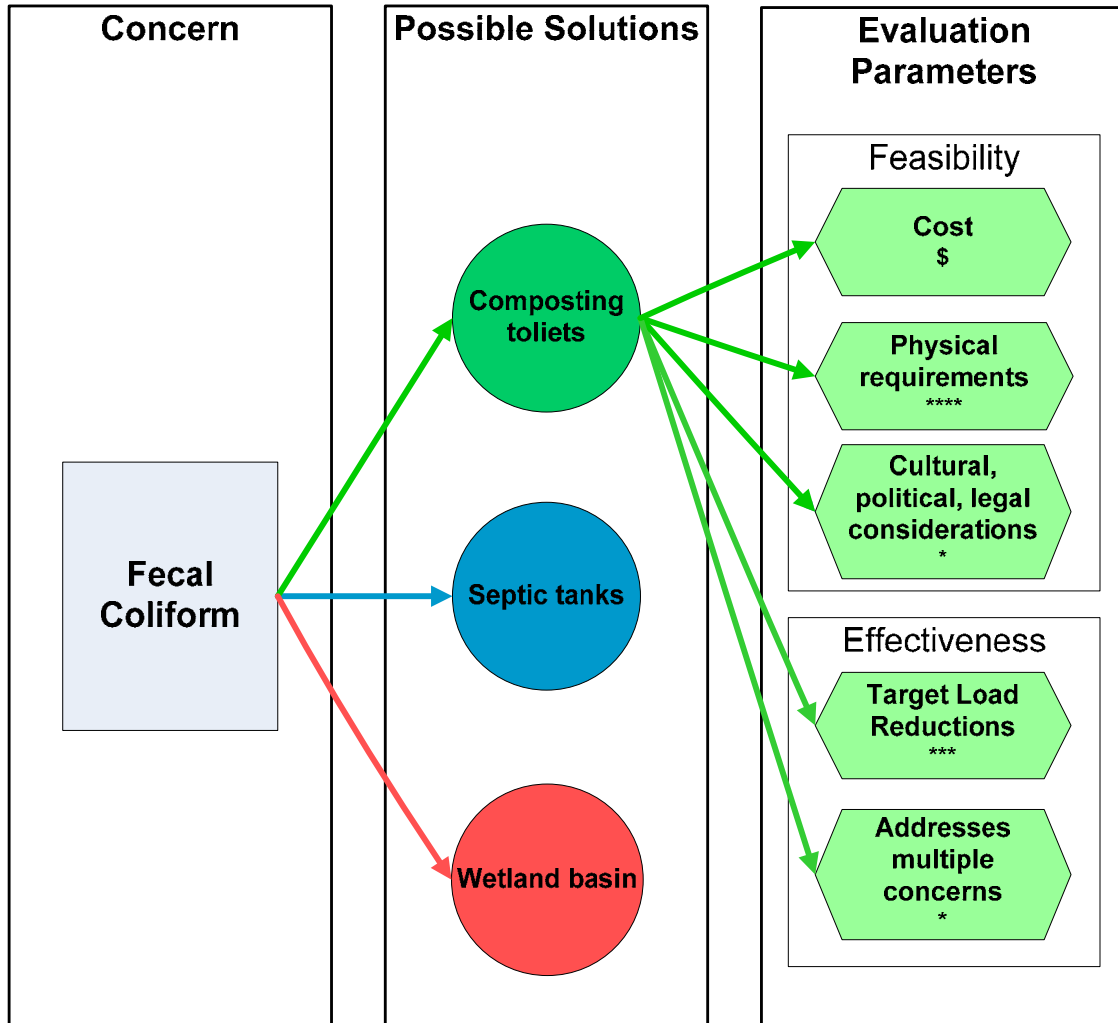 Concern
Fecal
Coliform
Possible Solutions
Composting
toliets
Septic tanks
Wetland basin
Evaluation
Parameters
Feasibility
Cost
$
Physical
requirements
****
Cultural,
political, legal
considerations
*
Effectiveness
Target Load
Reductions
***
Addresses
multiple
concerns
*